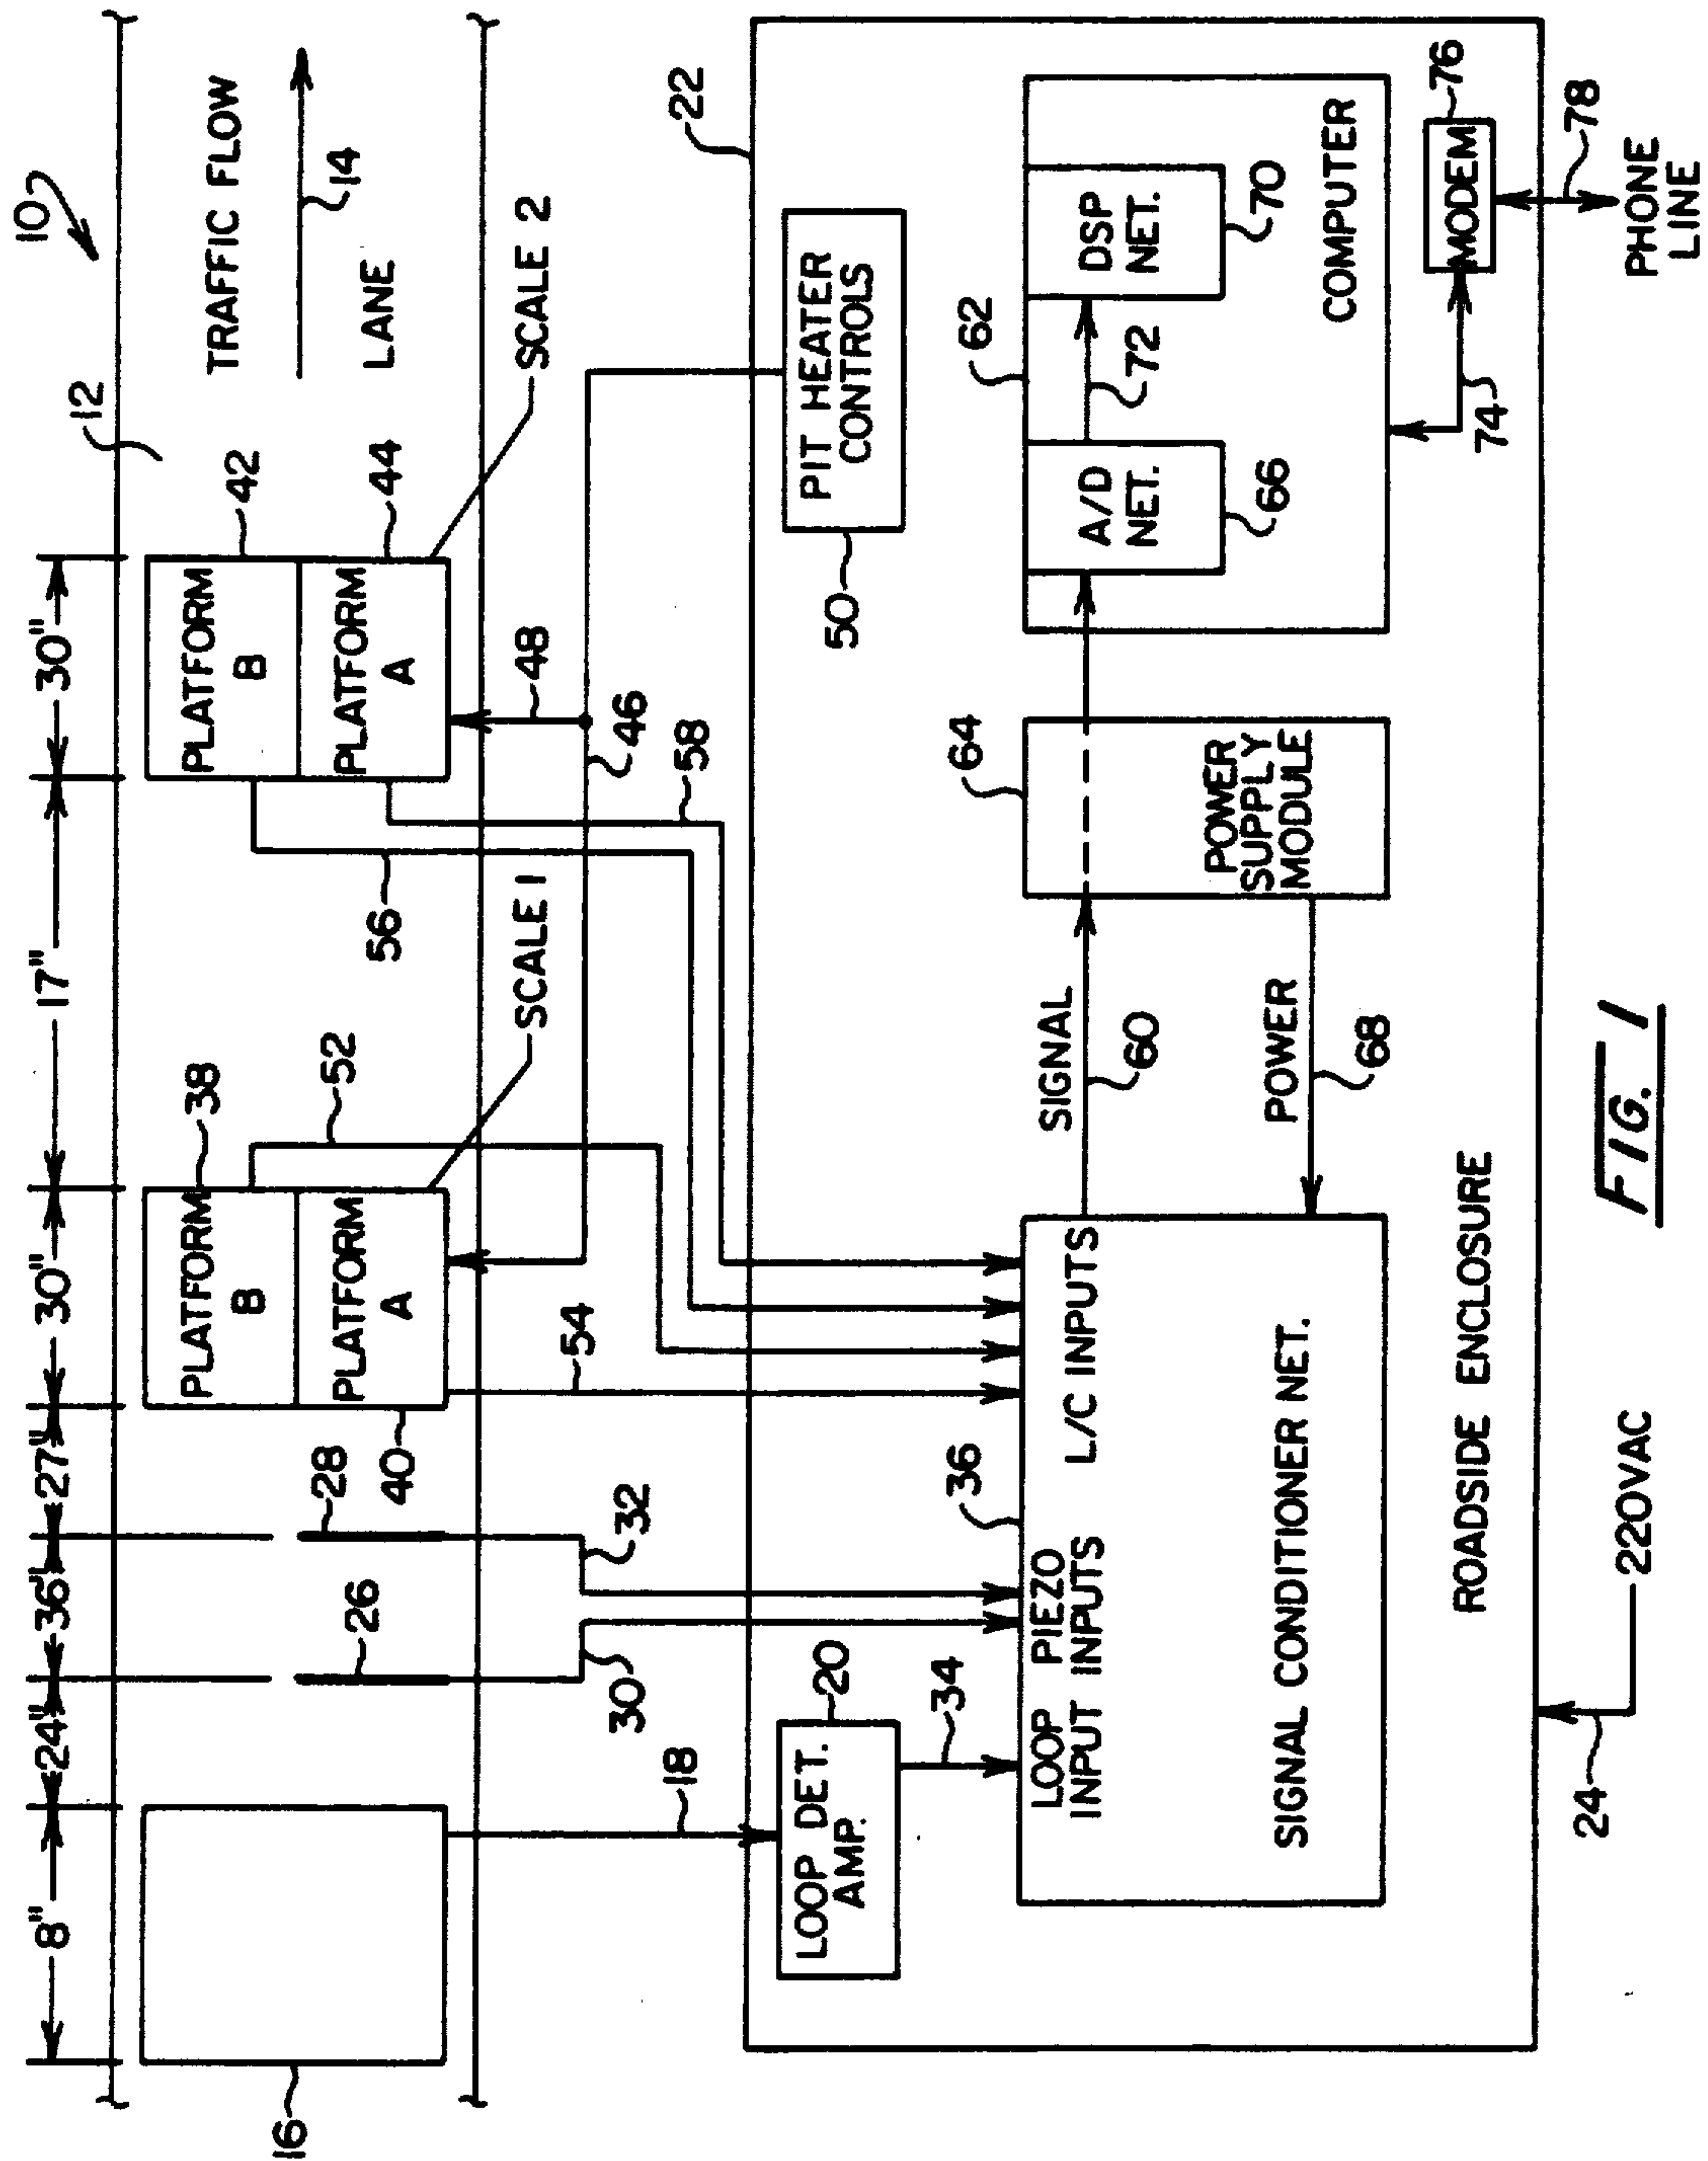 10
12
TRAFFIC FLOW
14
LANE
8"
24"
36"
27"
30"
17"
30"
16
26
28
PLATFORM
B
38
PLATFORM
A
40
PLATFORM
B
42
PLATFORM
A
44
SCALE 1
SCALE 2
18
30
32
54
52
56
58
46
48
22
LOOP DET.
AMP.
20
34
PIT HEATER
CONTROLS
50
LOOP
INPUT
PIEZO
INPUTS
L/C INPUTS
36
SIGNAL CONDITIONER NET.
SIGNAL
60
POWER
68
64
POWER
SUPPLY
MODULE
62
A/D
NET.
66
72
DSP
NET.
70
COMPUTER
74
MODEM
76
78
PHONE
LINE
ROADSIDE ENCLOSURE
24
220VAC
FIG. 1